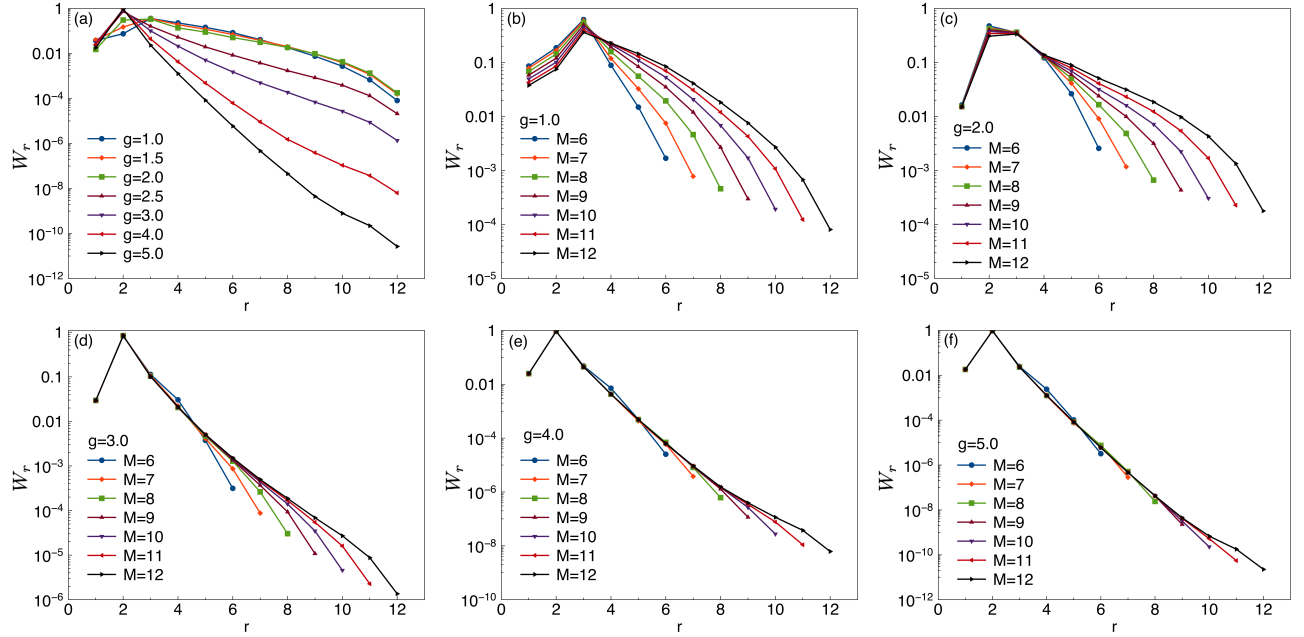 (a)
1
0.01
10⁻⁴
10⁻⁶
10⁻⁸
10⁻¹⁰
10⁻¹²
W_r
g=1.0
g=1.5
g=2.0
g=2.5
g=3.0
g=4.0
g=5.0
0 2 4 6 8 10 12
r
(b)
1
0.1
0.01
10⁻³
10⁻⁴
10⁻⁵
W_r
g=1.0
M=6
M=7
M=8
M=9
M=10
M=11
M=12
0 2 4 6 8 10 12
r
(c)
1
0.1
0.01
10⁻³
10⁻⁴
10⁻⁵
W_r
g=2.0
M=6
M=7
M=8
M=9
M=10
M=11
M=12
0 2 4 6 8 10 12
r
(d)
1
0.1
0.01
10⁻³
10⁻⁴
10⁻⁵
10⁻⁶
W_r
g=3.0
M=6
M=7
M=8
M=9
M=10
M=11
M=12
0 2 4 6 8 10 12
r
(e)
1
0.01
10⁻⁴
10⁻⁶
10⁻⁸
10⁻¹⁰
W_r
g=4.0
M=6
M=7
M=8
M=9
M=10
M=11
M=12
0 2 4 6 8 10 12
r
(f)
1
0.01
10⁻⁴
10⁻⁶
10⁻⁸
10⁻¹⁰
10⁻¹²
W_r
g=5.0
M=6
M=7
M=8
M=9
M=10
M=11
M=12
0 2 4 6 8 10 12
r